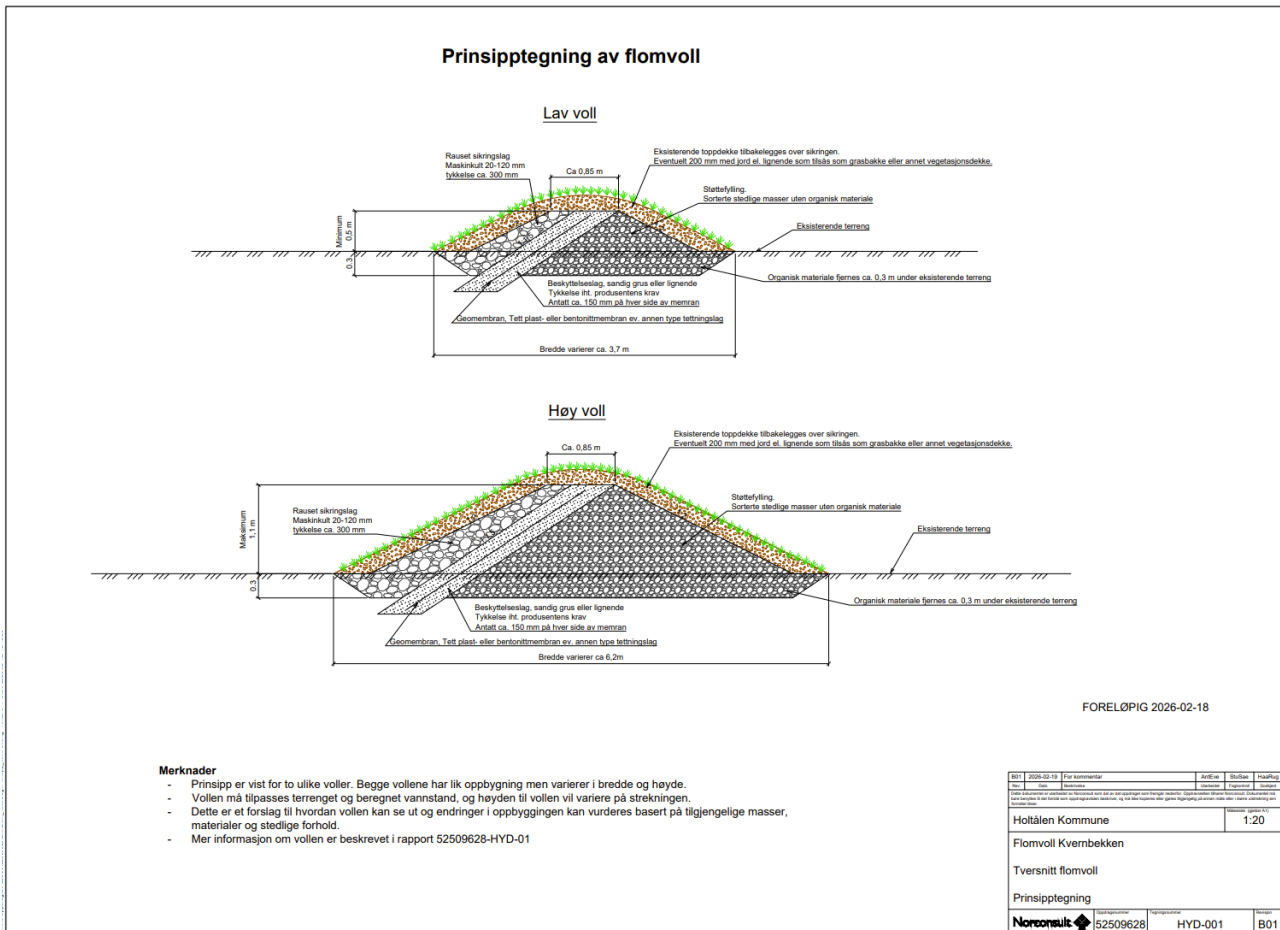 Prinsipptegning av flomvoll
Lav voll
Rauset sikringslag
Maskinkult 20-120 mm
tykkelse ca. 300 mm
Ca 0,85 m
Eksisterende toppdekke tilbakelegges over sikringen.
Eventuelt 200 mm med jord el. lignende som tilsås som grasbakke eller annet vegetasjonsdekke.
Støttefylling.
Sorterte stedlige masser uten organisk materiale
Eksisterende terreng
Minimum
0,5 m
0,3
Organisk materiale fjernes ca. 0,3 m under eksisterende terreng
Beskyttelseslag, sandig grus eller lignende
Tykkelse iht. produsentens krav
Antatt ca. 150 mm på hver side av memran
Geomembran, Tett plast- eller bentonittmembran ev. annen type tettningslag
Bredde varierer ca. 3,7 m
Høy voll
Ca. 0,85 m
Eksisterende toppdekke tilbakelegges over sikringen.
Eventuelt 200 mm med jord el. lignende som tilsås som grasbakke eller annet vegetasjonsdekke.
Rauset sikringslag
Maskinkult 20-120 mm
tykkelse ca. 300 mm
Støttefylling.
Sorterte stedlige masser uten organisk materiale
Eksisterende terreng
Maksimum
1,1 m
0,3
Organisk materiale fjernes ca. 0,3 m under eksisterende terreng
Beskyttelseslag, sandig grus eller lignende
Tykkelse iht. produsentens krav
Antatt ca. 150 mm på hver side av memran
Geomembran, Tett plast- eller bentonittmembran ev. annen type tettningslag
Bredde varierer ca 6,2m
FORELØPIG 2026-02-18
Merknader
- Prinsipp er vist for to ulike voller. Begge vollene har lik oppbygning men varierer i bredde og høyde.
- Vollen må tilpasses terrenget og beregnet vannstand, og høyden til vollen vil variere på strekningen.
- Dette er et forslag til hvordan vollen kan se ut og endringer i oppbyggingen kan vurderes basert på tilgjengelige masser,
materialer og stedlige forhold.
- Mer informasjon om vollen er beskrevet i rapport 52509628-HYD-01
B01 2026-02-19 For kommentar AntEve StuSae HaaRug
Rev. Dato Beskrivelse
Holtålen Kommune
1:20
Flomvoll Kvernbekken
Tversnitt flomvoll
Prinsipptegning
Norconsult
Oppdragsnummer
52509628
Tegningsnummer
HYD-001
Revisjon
B01